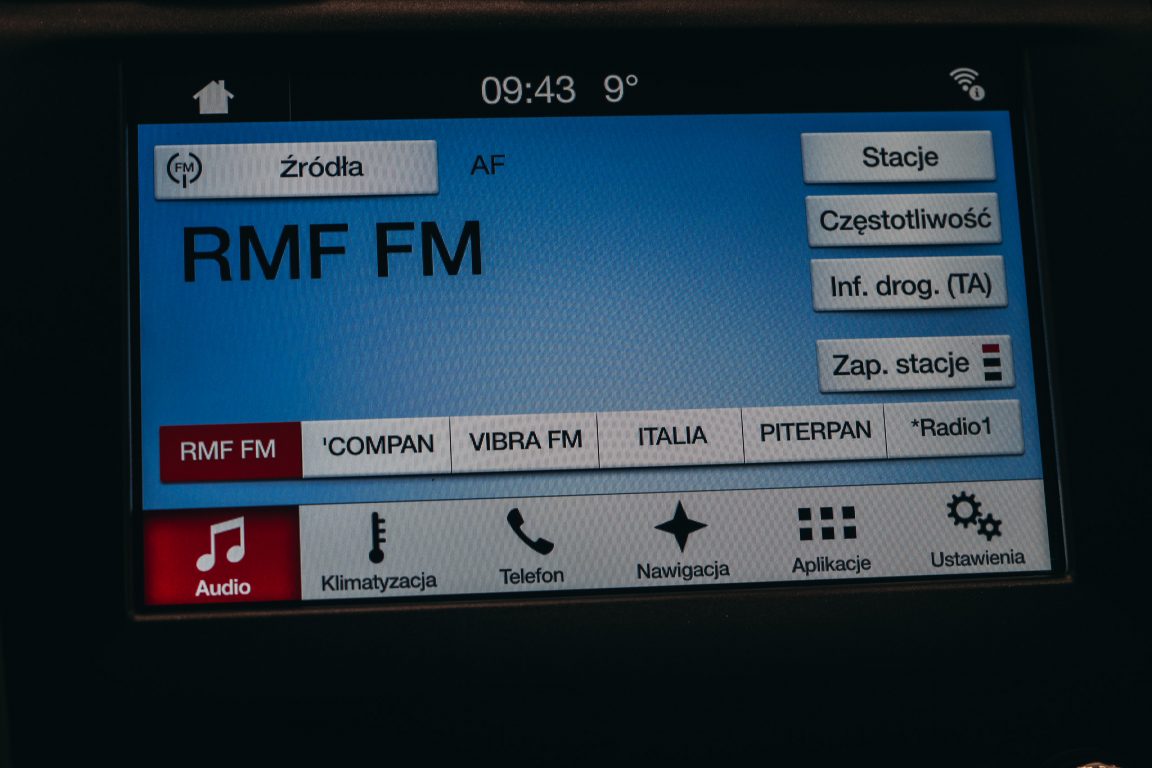 09:43 9°
FM Źródła
AF
Stacje
RMF FM
Częstotliwość
Inf. drog. (TA)
Zap. stacje
RMF FM
'COMPAN
VIBRA FM
ITALIA
PITERPAN
*Radio1
Audio
Klimatyzacja
Telefon
Nawigacja
Aplikacje
Ustawienia